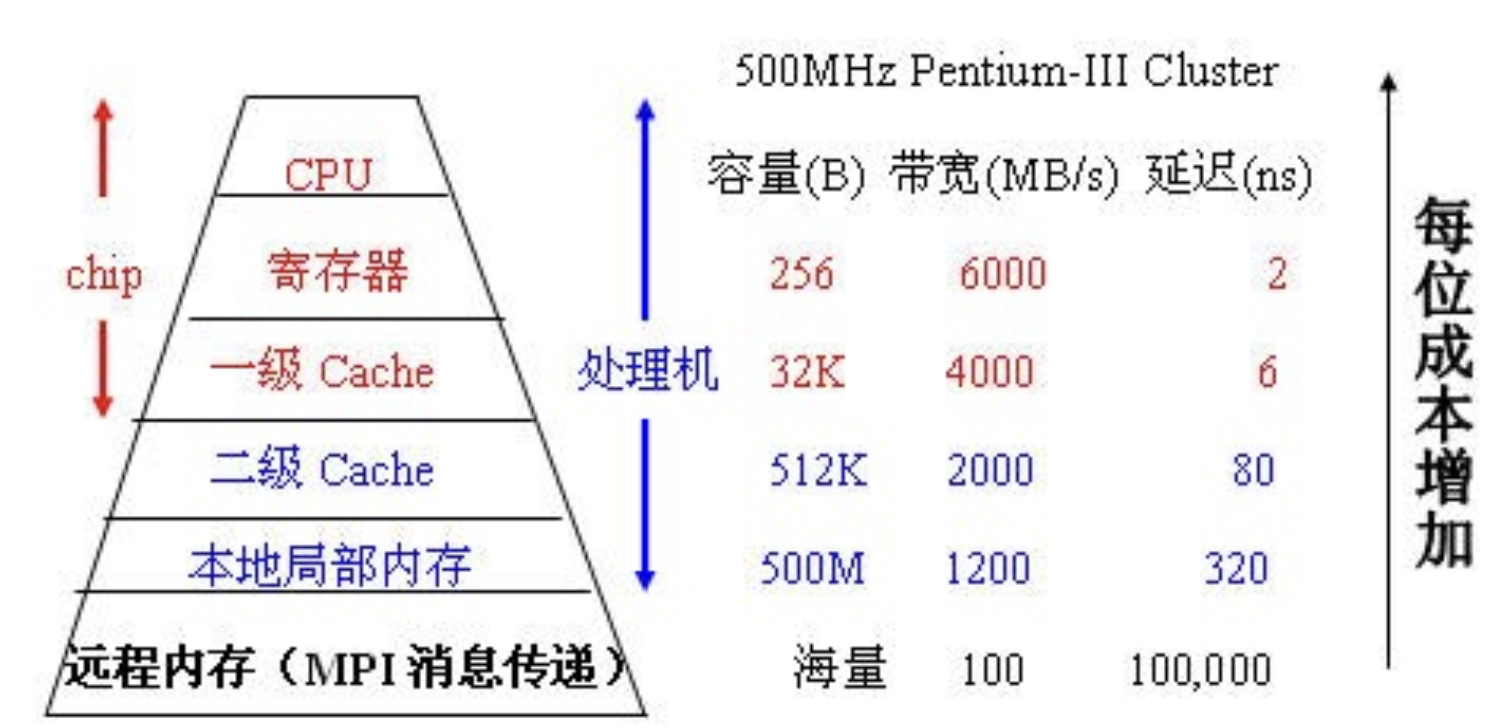 500MHz Pentium-III Cluster
容量(B) 带宽(MB/s) 延迟(ns)
CPU
chip
寄存器 256 6000 2
一级 Cache 32K 4000 6
处理机
二级 Cache 512K 2000 80
本地局部内存 500M 1200 320
远程内存（MPI 消息传递） 海量 100 100,000
每位成本增加